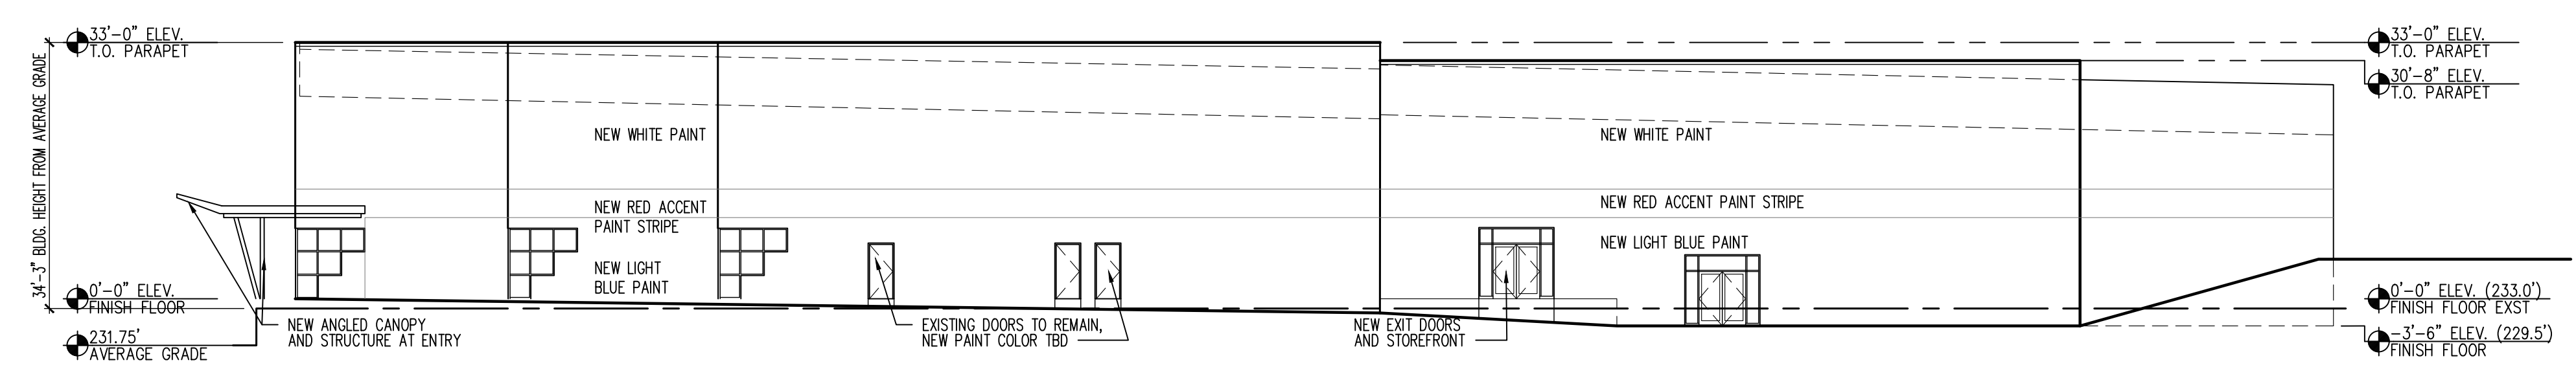 33'-0" ELEV.
T.O. PARAPET
34'-3" BLDG. HEIGHT FROM AVERAGE GRADE
0'-0" ELEV.
FINISH FLOOR
231.75'
AVERAGE GRADE
NEW ANGLED CANOPY
AND STRUCTURE AT ENTRY
NEW WHITE PAINT
NEW RED ACCENT
PAINT STRIPE
NEW LIGHT
BLUE PAINT
EXISTING DOORS TO REMAIN,
NEW PAINT COLOR TBD
NEW EXIT DOORS
AND STOREFRONT
NEW WHITE PAINT
NEW RED ACCENT PAINT STRIPE
NEW LIGHT BLUE PAINT
33'-0" ELEV.
T.O. PARAPET
30'-8" ELEV.
T.O. PARAPET
0'-0" ELEV. (233.0')
FINISH FLOOR EXST
-3'-6" ELEV. (229.5')
FINISH FLOOR